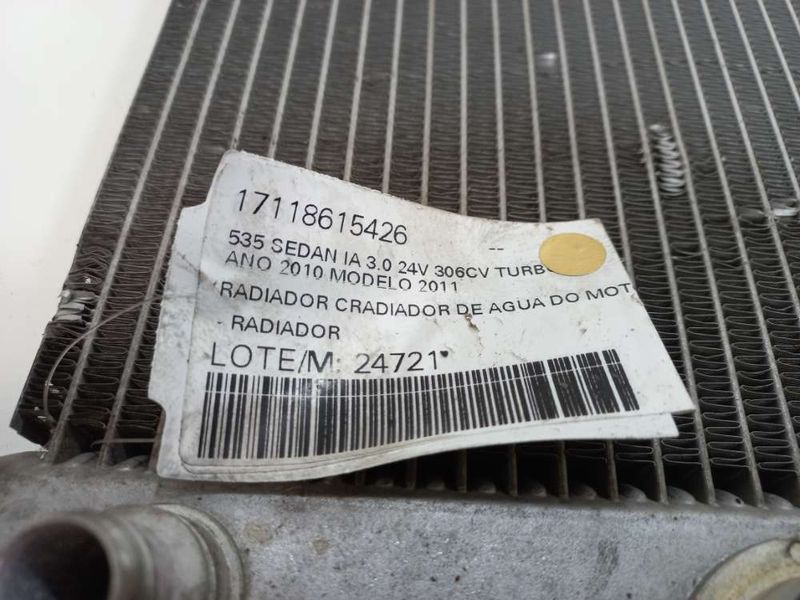 17118615426 --
535 SEDAN IA 3.0 24V 306CV TURBO
ANO 2010 MODELO 2011
(RADIADOR CRADIADOR DE AGUA DO MOT
- RADIADOR
LOTE/M: 24721*